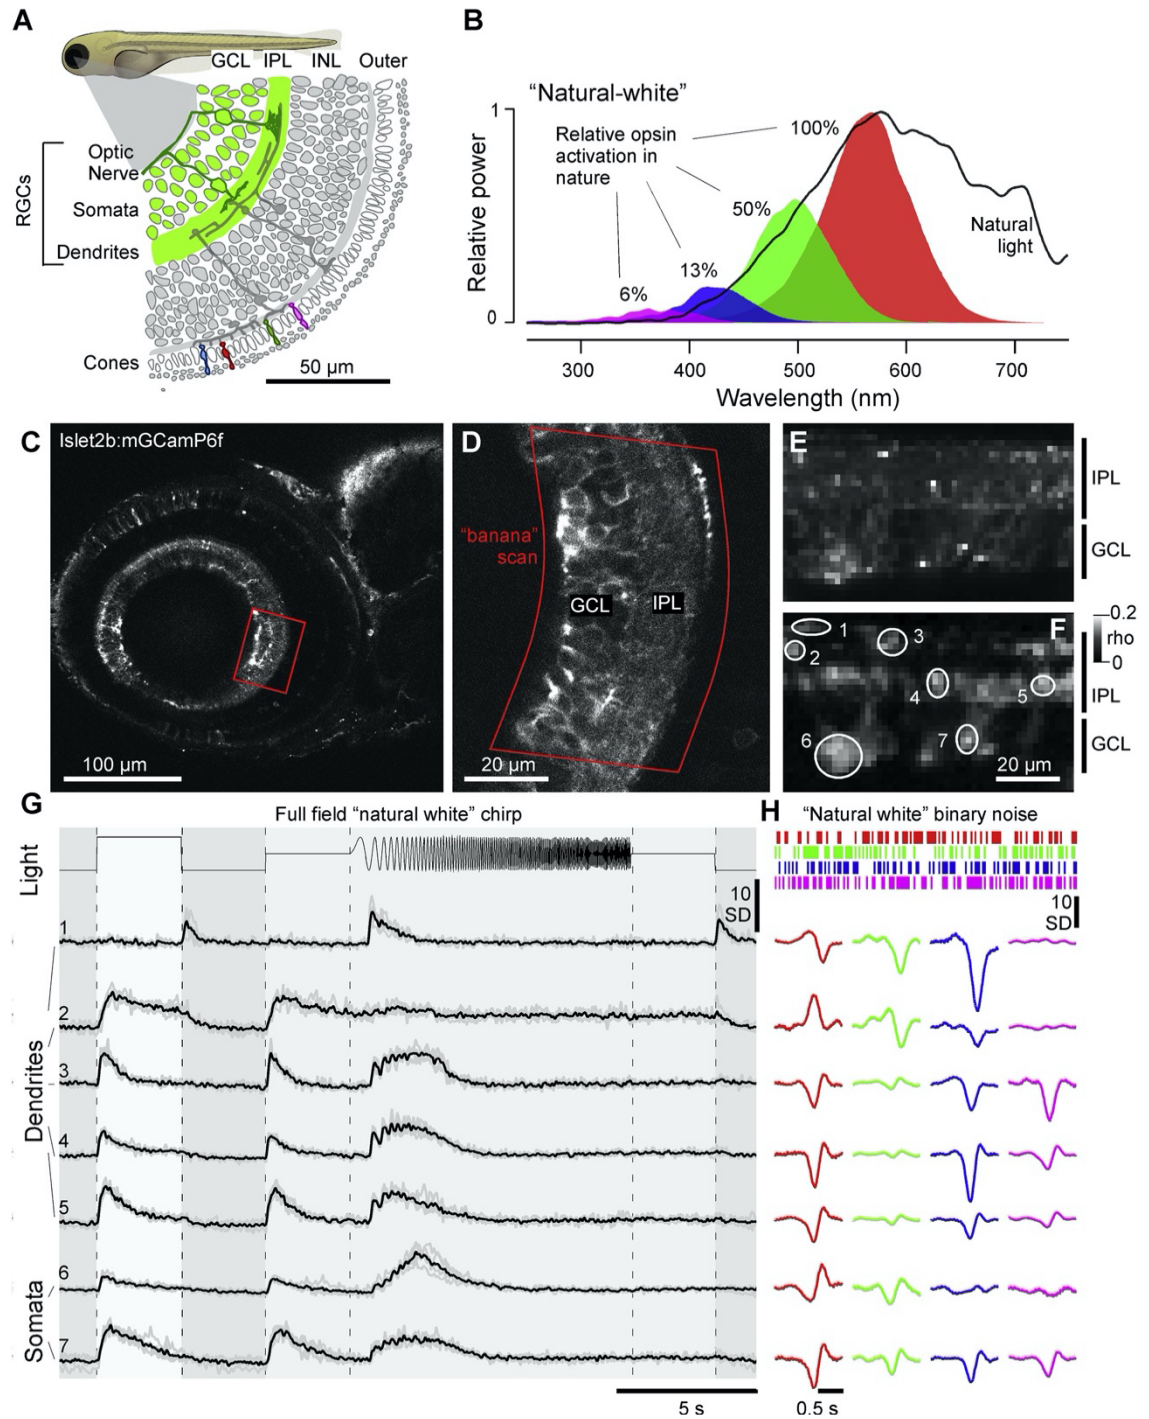 A
GCL IPL INL Outer
RGCs
Optic
Nerve
Somata
Dendrites
Cones
50 µm
B
“Natural-white”
Relative opsin
activation in
nature
100%
50%
13%
6%
Natural
light
Relative power
1
0
300 400 500 600 700
Wavelength (nm)
C
Islet2b:mGCamP6f
100 µm
D
“banana”
scan
GCL
IPL
20 µm
E
IPL
GCL
F
1
2
3
4
5
6
7
0.2
rho
0
IPL
GCL
20 µm
G
Full field “natural white” chirp
Light
10
SD
Dendrites
Somata
1
2
3
4
5
6
7
5 s
H
“Natural white” binary noise
10
SD
0.5 s